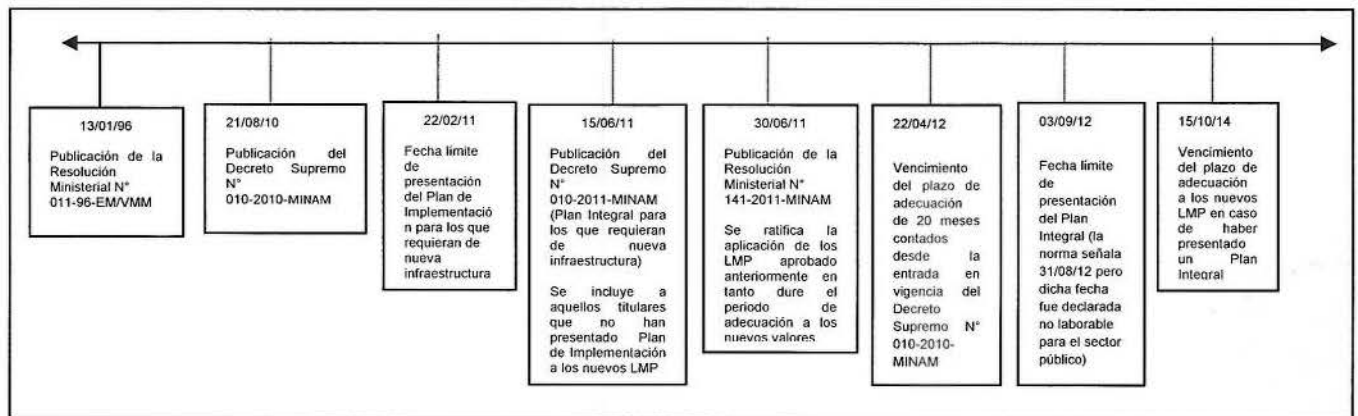 13/01/96
Publicación de la
Resolución
Ministerial N°
011-96-EM/VMM
21/08/10
Publicación del
Decreto Supremo
N°
010-2010-MINAM
22/02/11
Fecha límite
de
presentación
del Plan de
Implementació
n para los que
requieran de
nueva
infraestructura
15/06/11
Publicación del
Decreto Supremo
N°
010-2011-MINAM
(Plan Integral para
los que requieran
de nueva
infraestructura)
Se incluye a
aquellos titulares
que no han
presentado Plan
de Implementación
a los nuevos LMP
30/06/11
Publicación de la
Resolución
Ministerial N°
141-2011-MINAM
Se ratifica la
aplicación de los
LMP aprobado
anteriormente en
tanto dure el
periodo de
adecuación a los
nuevos valores
22/04/12
Vencimiento
del plazo de
adecuación
de 20 meses
contados
desde la
entrada en
vigencia del
Decreto
Supremo N°
010-2010-
MINAM
03/09/12
Fecha límite
de
presentación
del Plan
Integral (la
norma señala
31/08/12 pero
dicha fecha
fue declarada
no laborable
para el sector
público)
15/10/14
Vencimiento
del plazo de
adecuación
a los nuevos
LMP en caso
de haber
presentado
un Plan
Integral